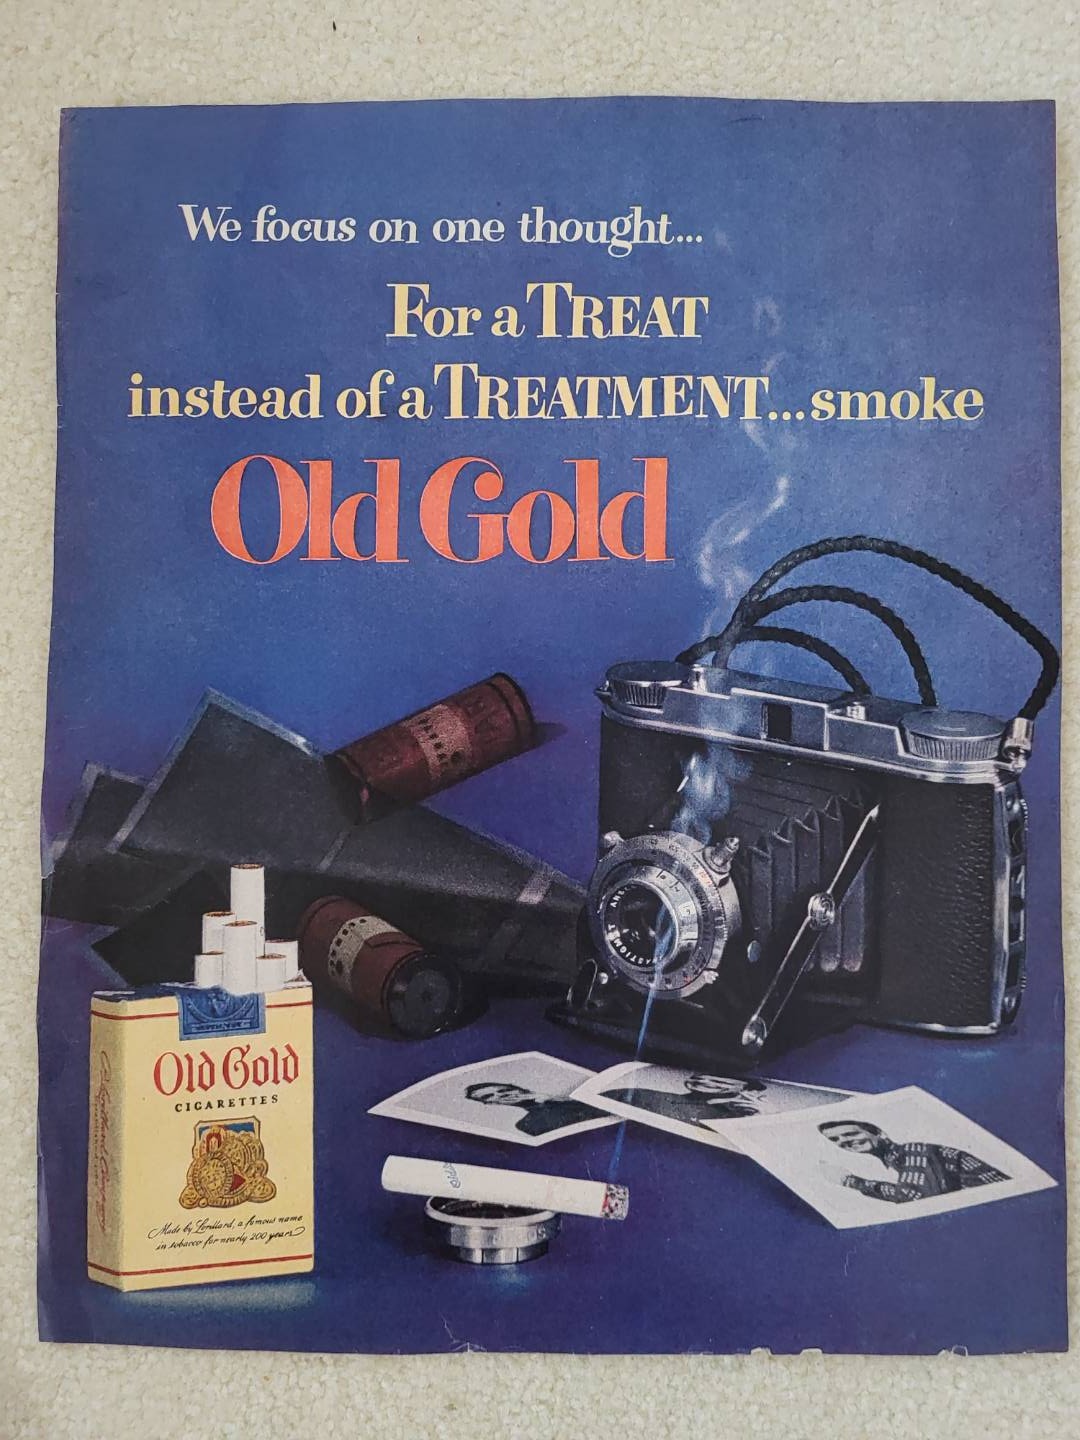 We focus on one thought...
For a TREAT
instead of a TREATMENT...smoke
Old Gold
Old Gold
CIGARETTES
Made by Lorillard, a famous name
in tobacco for nearly 200 years